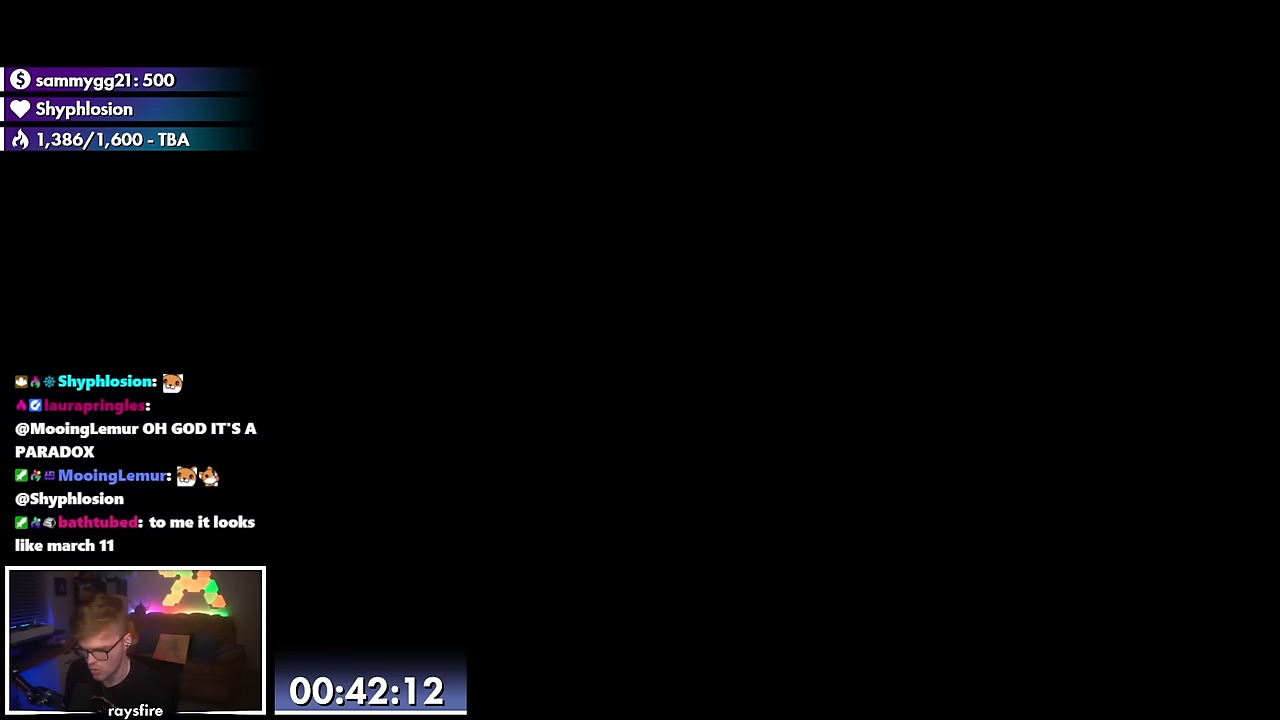 sammygg21: 500
Shyphlosion
1,386/1,600 - TBA
Shyphlosion:
laurapringles:
@MooingLemur OH GOD IT'S A
PARADOX
MooingLemur:
@Shyphlosion
bathtubed: to me it looks
like march 11
raysfire
00:42:12